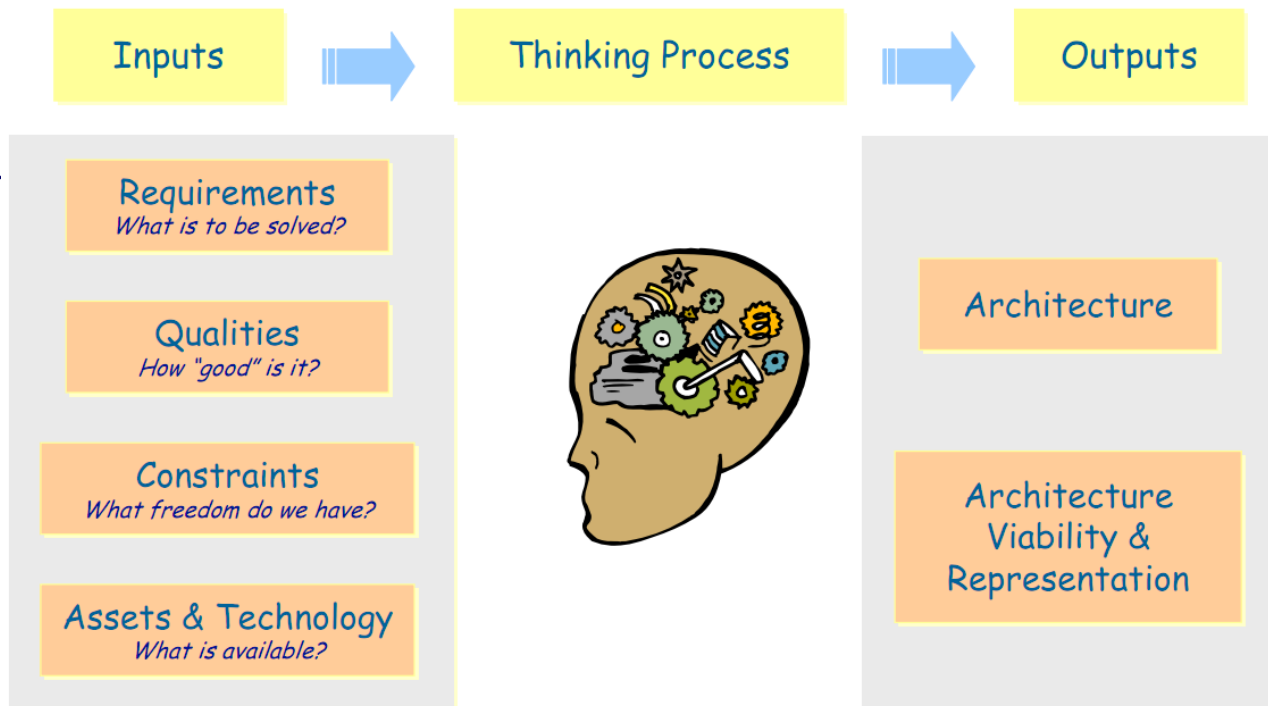 Inputs
Thinking Process
Outputs
Requirements
What is to be solved?
Qualities
How "good" is it?
Constraints
What freedom do we have?
Assets & Technology
What is available?
Architecture
Architecture
Viability &
Representation